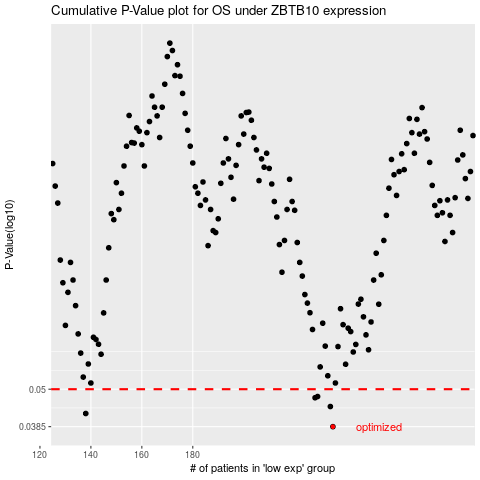 Cumulative P-Value plot for OS under ZBTB10 expression
P-Value(log10)
0.05
0.0385
optimized
120 140 160 180
# of patients in 'low exp' group